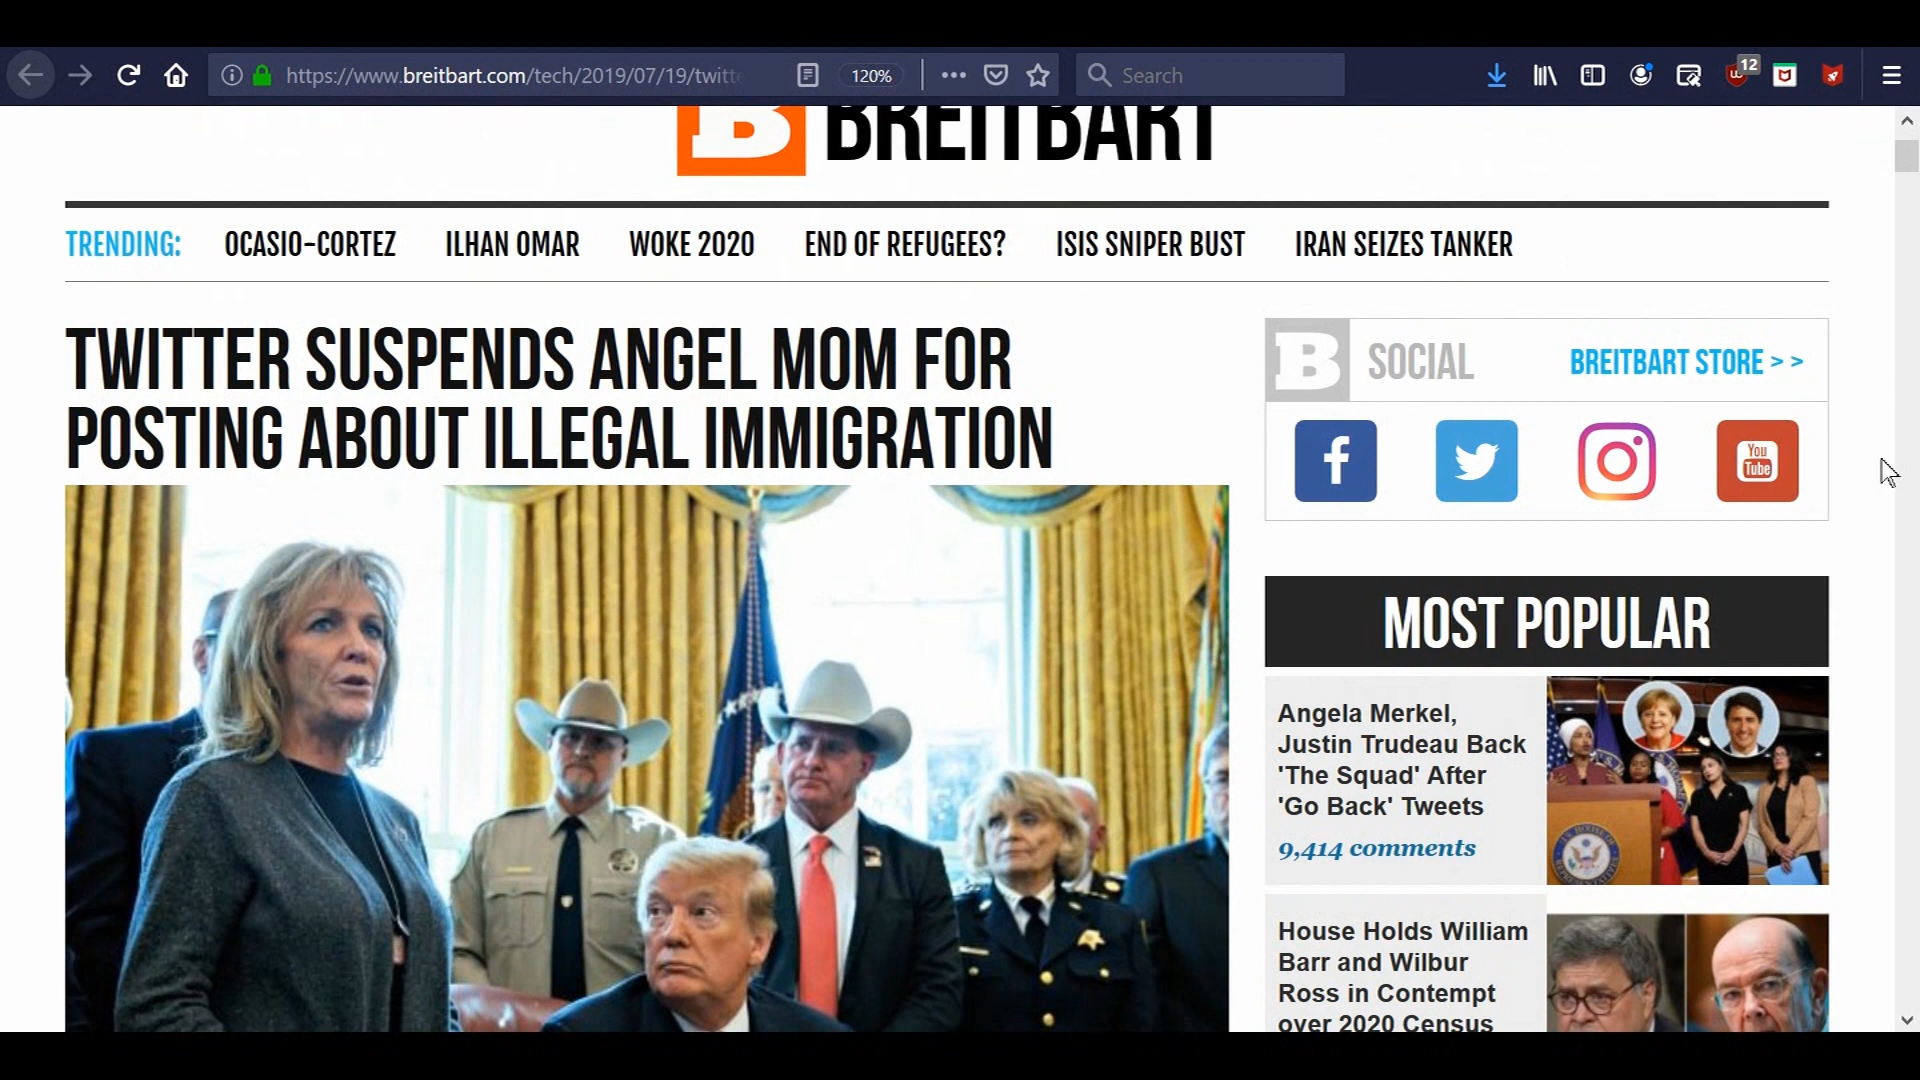 https://www.breitbart.com/tech/2019/07/19/twitt
120%
Search
12
B BREITBART
TRENDING: OCASIO-CORTEZ ILHAN OMAR WOKE 2020 END OF REFUGEES? ISIS SNIPER BUST IRAN SEIZES TANKER
TWITTER SUSPENDS ANGEL MOM FOR
POSTING ABOUT ILLEGAL IMMIGRATION
B SOCIAL BREITBART STORE > >
f
You
Tube
MOST POPULAR
Angela Merkel,
Justin Trudeau Back
'The Squad' After
'Go Back' Tweets
9,414 comments
House Holds William
Barr and Wilbur
Ross in Contempt
over 2020 Census